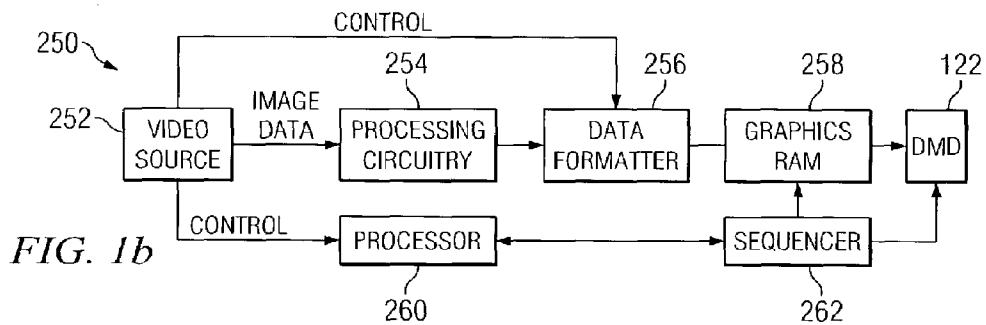 CONTROL
250
254
256
258
122
252
IMAGE
DATA
VIDEO
SOURCE
PROCESSING
CIRCUITRY
DATA
FORMATTER
GRAPHICS
RAM
DMD
CONTROL
PROCESSOR
SEQUENCER
FIG. 1b
260
262